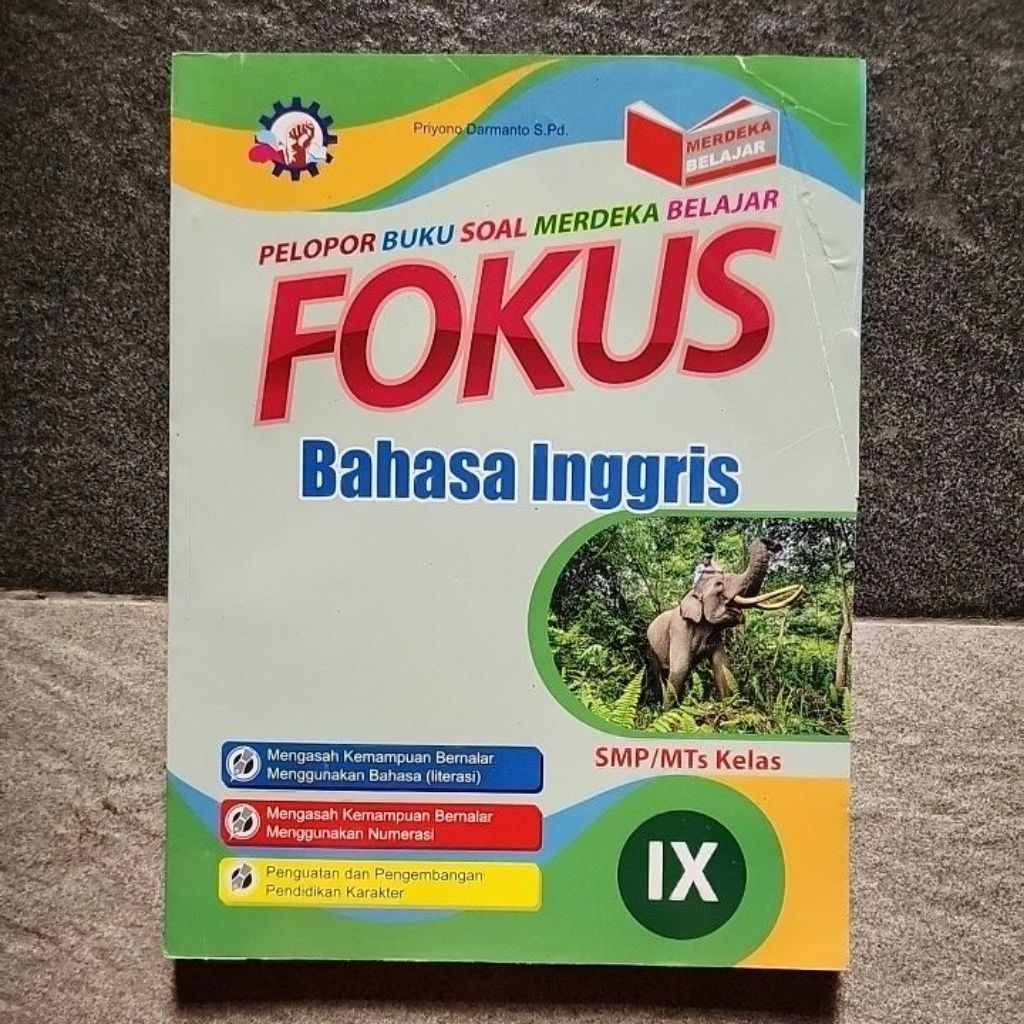 Priyono Darmanto S.Pd.
MERDEKA
BELAJAR
PELOPOR BUKU SOAL MERDEKA BELAJAR
FOKUS
Bahasa Inggris
SMP/MTs Kelas
IX
Mengasah Kemampuan Bernalar
Menggunakan Bahasa (literasi)
Mengasah Kemampuan Bernalar
Menggunakan Numerasi
Penguatan dan Pengembangan
Pendidikan Karakter